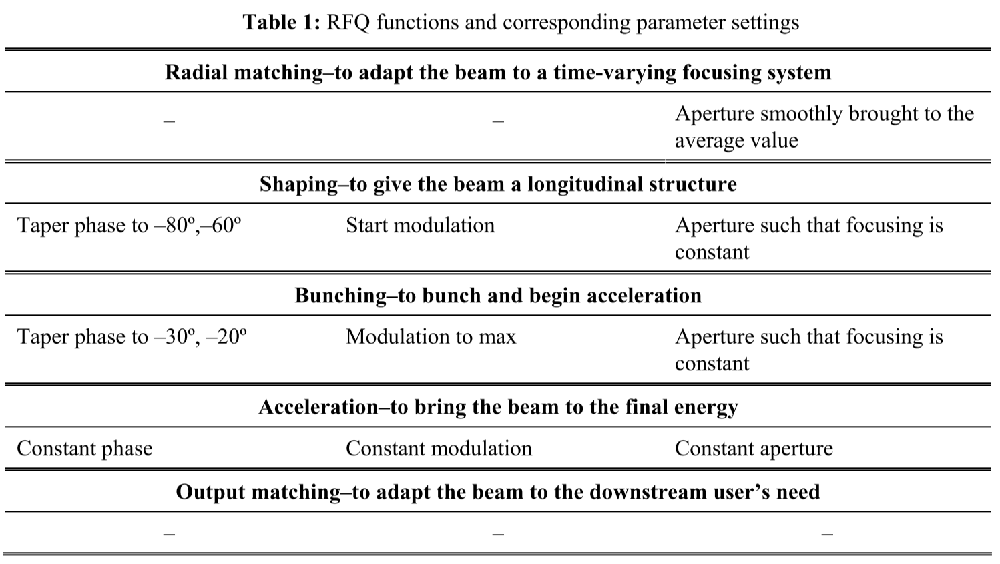 Table 1: RFQ functions and corresponding parameter settings
Radial matching–to adapt the beam to a time-varying focusing system
– – Aperture smoothly brought to the
average value
Shaping–to give the beam a longitudinal structure
Taper phase to –80º,–60º Start modulation Aperture such that focusing is
constant
Bunching–to bunch and begin acceleration
Taper phase to –30º, –20º Modulation to max Aperture such that focusing is
constant
Acceleration–to bring the beam to the final energy
Constant phase Constant modulation Constant aperture
Output matching–to adapt the beam to the downstream user’s need
– – –